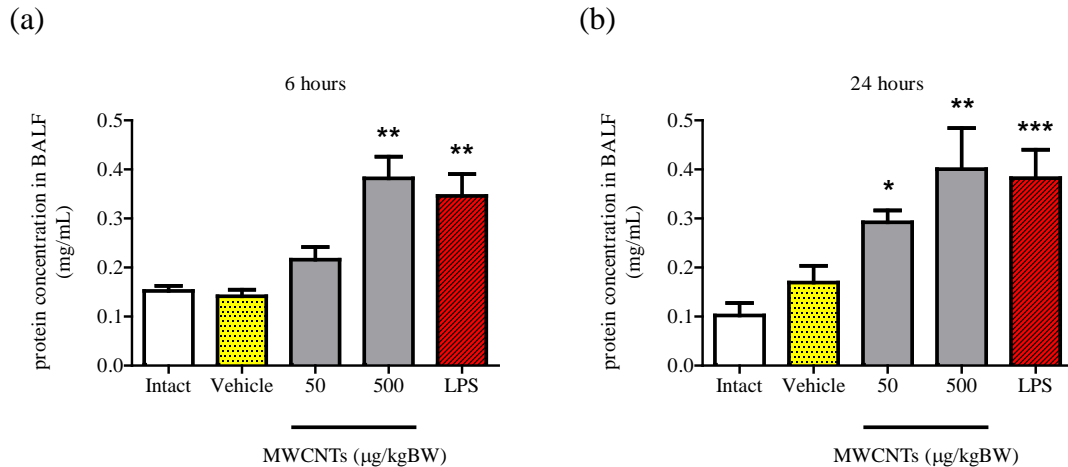 (a)
6 hours
protein concentration in BALF
(mg/mL)
0.5
0.4
0.3
0.2
0.1
0.0
**
**
Intact Vehicle 50 500 LPS
MWCNTs (μg/kgBW)
(b)
24 hours
protein concentration in BALF
(mg/mL)
0.5
0.4
0.3
0.2
0.1
0.0
*
**
***
Intact Vehicle 50 500 LPS
MWCNTs (μg/kgBW)